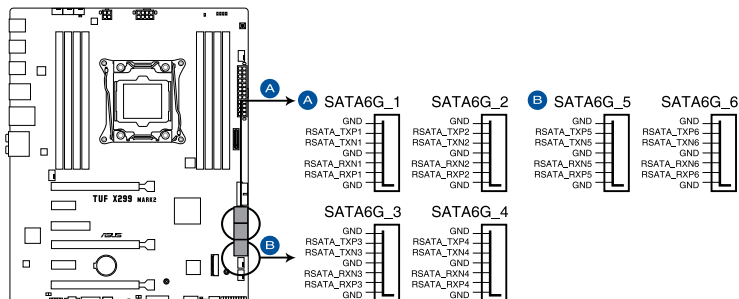 A
A SATA6G_1
GND
RSATA_TXP1
RSATA_TXN1
GND
RSATA_RXN1
RSATA_RXP1
GND
SATA6G_2
GND
RSATA_TXP2
RSATA_TXN2
GND
RSATA_RXN2
RSATA_RXP2
GND
B SATA6G_5
GND
RSATA_TXP5
RSATA_TXN5
GND
RSATA_RXN5
RSATA_RXP5
GND
SATA6G_6
GND
RSATA_TXP6
RSATA_TXN6
GND
RSATA_RXN6
RSATA_RXP6
GND
TUF X299 MARK2
ASUS
B
SATA6G_3
GND
RSATA_TXP3
RSATA_TXN3
GND
RSATA_RXN3
RSATA_RXP3
GND
SATA6G_4
GND
RSATA_TXP4
RSATA_TXN4
GND
RSATA_RXN4
RSATA_RXP4
GND